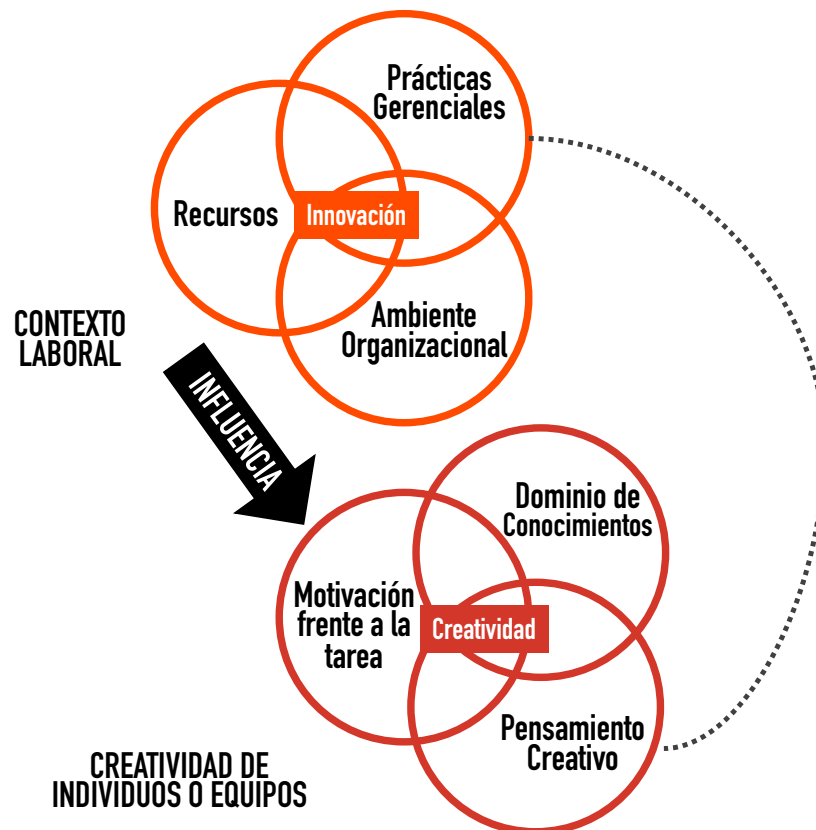 Prácticas
Gerenciales
Recursos
Innovación
Ambiente
Organizacional
CONTEXTO
LABORAL
INFLUENCIA
Dominio de
Conocimientos
Motivación
frente a la
tarea
Creatividad
Pensamiento
Creativo
CREATIVIDAD DE
INDIVIDUOS O EQUIPOS